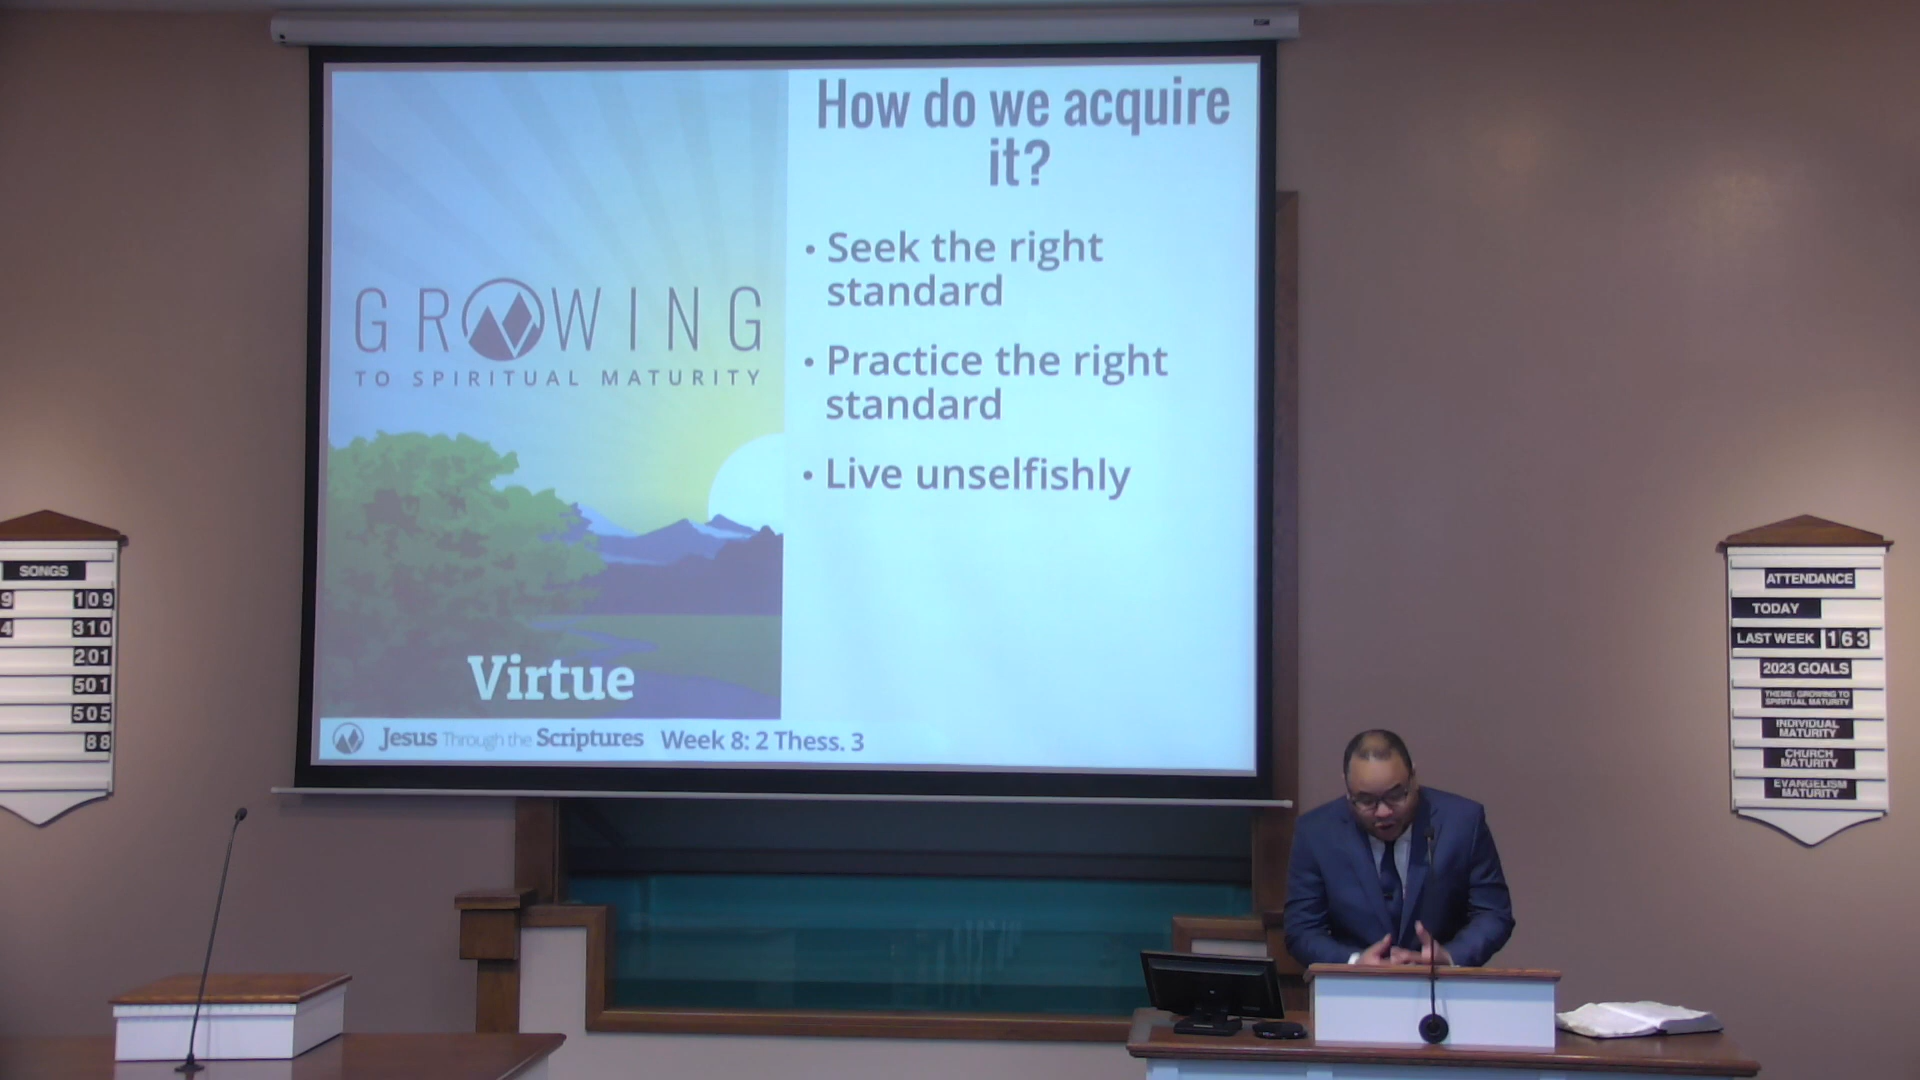 How do we acquire
it?
• Seek the right
standard
• Practice the right
standard
• Live unselfishly
GROWING
TO SPIRITUAL MATURITY
Virtue
Jesus Through the Scriptures Week 8: 2 Thess. 3
SONGS
9 109
4 310
201
501
505
88
ATTENDANCE
TODAY
LAST WEEK 163
2023 GOALS
THEME: GROWING TO
SPIRITUAL MATURITY
INDIVIDUAL
MATURITY
CHURCH
MATURITY
EVANGELISM
MATURITY